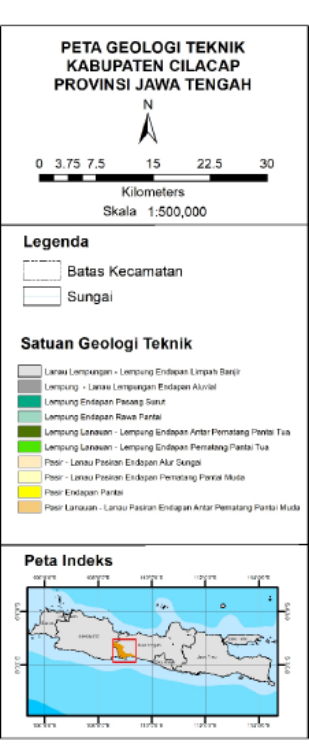 PETA GEOLOGI TEKNIK
KABUPATEN CILACAP
PROVINSI JAWA TENGAH
N
0 3.75 7.5 15 22.5 30
Kilometers
Skala 1:500,000
Legenda
Batas Kecamatan
Sungai
Satuan Geologi Teknik
Lanau Lempungan - Lempung Endapan Limpah Banjir
Lempung - Lanau Lempungan Endapan Aluvial
Lempung Endapan Pasang Surut
Lempung Endapan Rawa Pantai
Lempung Lanauan - Lempung Endapan Antar Pematang Pantai Tua
Lempung Lanauan - Lempung Endapan Pematang Pantai Tua
Pasir - Lanau Pasiran Endapan Alur Sungai
Pasir - Lanau Pasiran Endapan Pematang Pantai Muda
Pasir Endapan Pantai
Pasir Lanauan - Lanau Pasiran Endapan Antar Pematang Pantai Muda
Peta Indeks